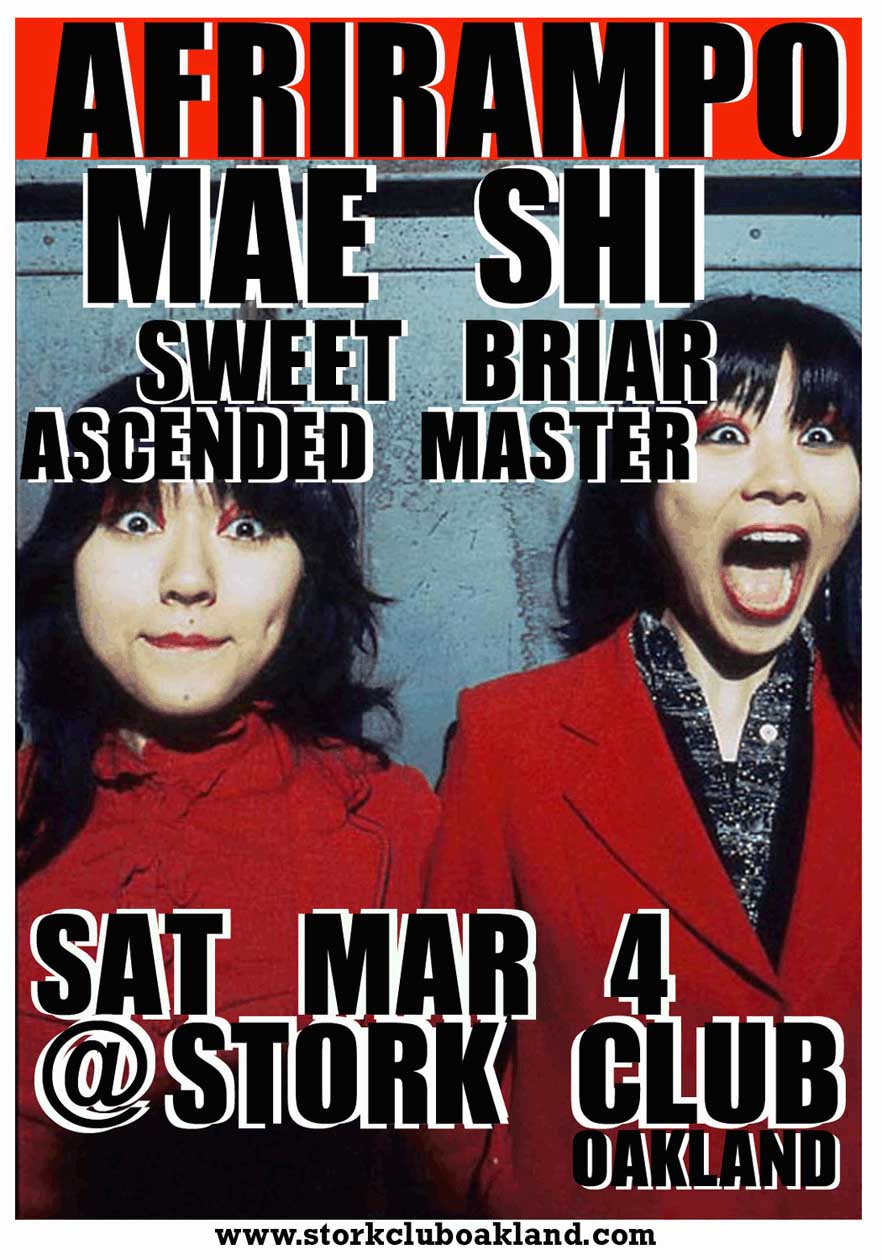 AFRIRAMPO
MAE SHI
SWEET BRIAR
ASCENDED MASTER
SAT MAR 4
@STORK CLUB
OAKLAND
www.storkcluboakland.com